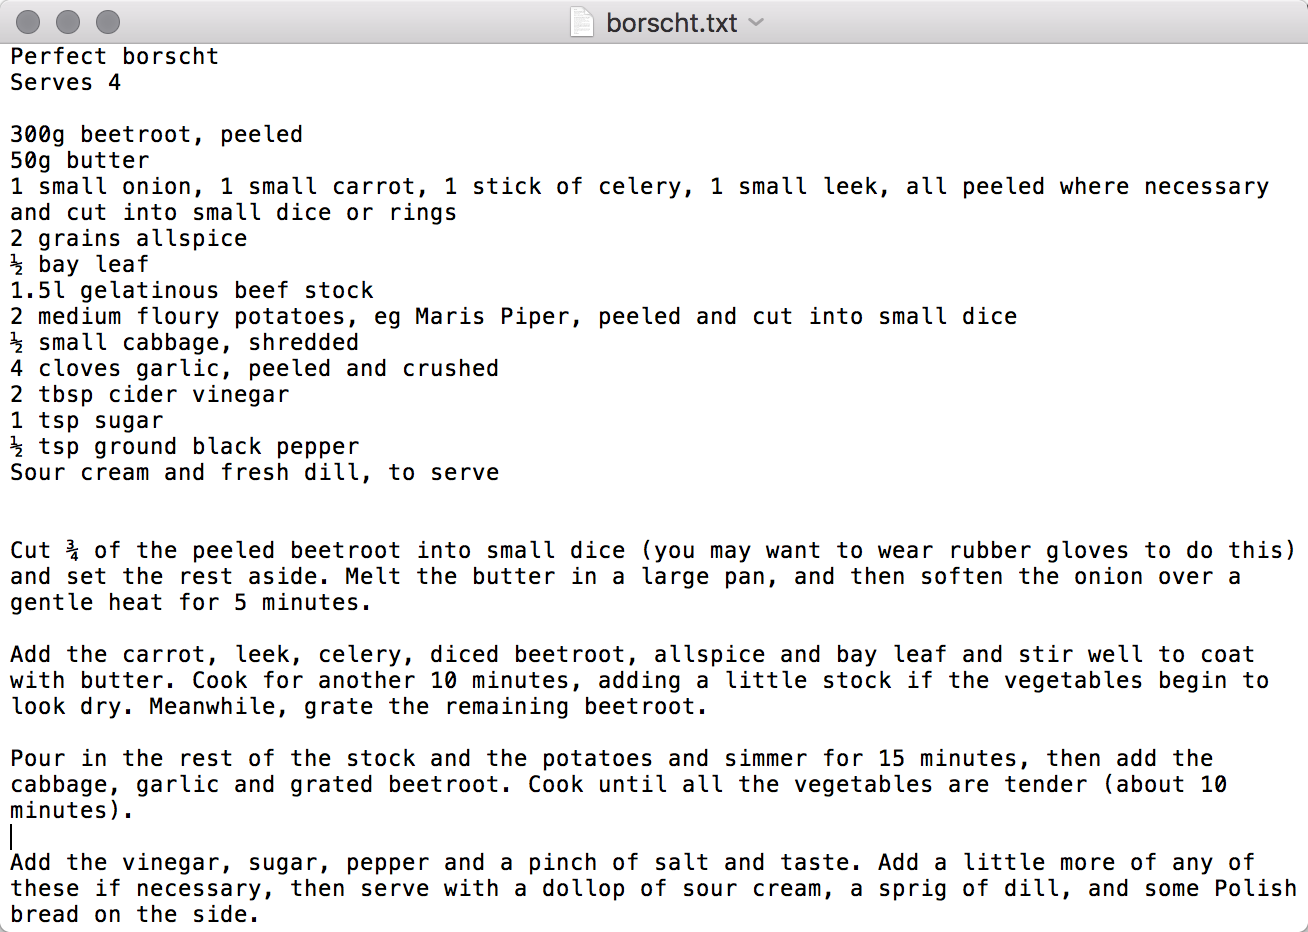 borscht.txt
Perfect borscht
Serves 4
300g beetroot, peeled
50g butter
1 small onion, 1 small carrot, 1 stick of celery, 1 small leek, all peeled where necessary
and cut into small dice or rings
2 grains allspice
½ bay leaf
1.5l gelatinous beef stock
2 medium floury potatoes, eg Maris Piper, peeled and cut into small dice
½ small cabbage, shredded
4 cloves garlic, peeled and crushed
2 tbsp cider vinegar
1 tsp sugar
½ tsp ground black pepper
Sour cream and fresh dill, to serve
Cut ¾ of the peeled beetroot into small dice (you may want to wear rubber gloves to do this)
and set the rest aside. Melt the butter in a large pan, and then soften the onion over a
gentle heat for 5 minutes.
Add the carrot, leek, celery, diced beetroot, allspice and bay leaf and stir well to coat
with butter. Cook for another 10 minutes, adding a little stock if the vegetables begin to
look dry. Meanwhile, grate the remaining beetroot.
Pour in the rest of the stock and the potatoes and simmer for 15 minutes, then add the
cabbage, garlic and grated beetroot. Cook until all the vegetables are tender (about 10
minutes).
Add the vinegar, sugar, pepper and a pinch of salt and taste. Add a little more of any of
these if necessary, then serve with a dollop of sour cream, a sprig of dill, and some Polish
bread on the side.